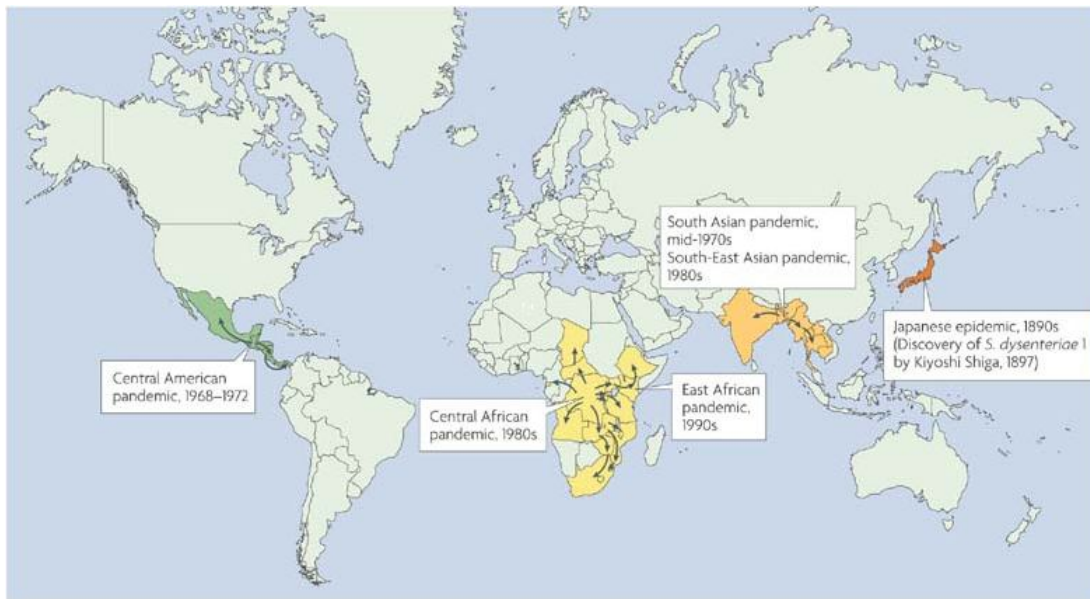 South Asian pandemic,
mid-1970s
South-East Asian pandemic,
1980s
Japanese epidemic, 1890s
(Discovery of S. dysenteriae 1
by Kiyoshi Shiga, 1897)
Central American
pandemic, 1968–1972
Central African
pandemic, 1980s
East African
pandemic,
1990s